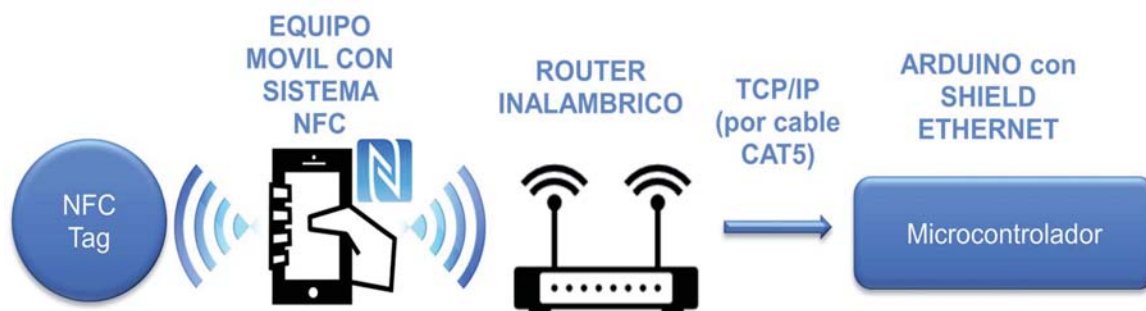 NFC
Tag
EQUIPO
MOVIL CON
SISTEMA
NFC
ROUTER
INALAMBRICO
TCP/IP
(por cable
CAT5)
ARDUINO con
SHIELD
ETHERNET
Microcontrolador